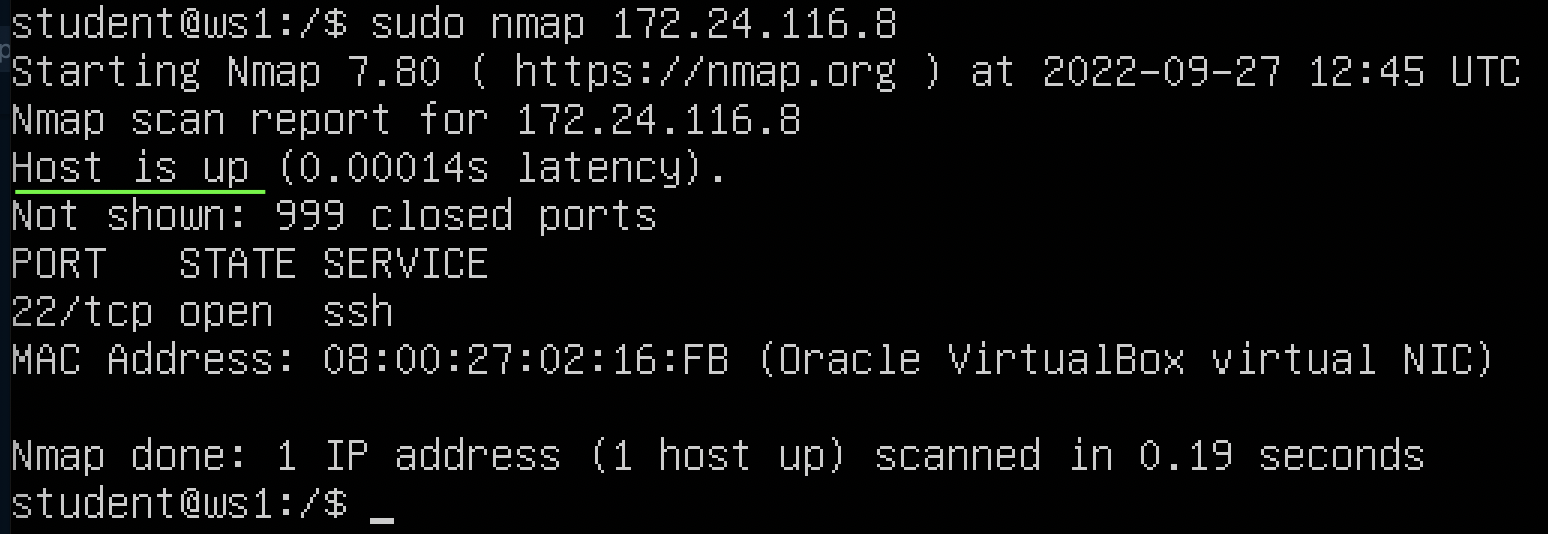 student@ws1:/$ sudo nmap 172.24.116.8
Starting Nmap 7.80 ( https://nmap.org ) at 2022-09-27 12:45 UTC
Nmap scan report for 172.24.116.8
Host is up (0.00014s latency).
Not shown: 999 closed ports
PORT   STATE SERVICE
22/tcp open  ssh
MAC Address: 08:00:27:02:16:FB (Oracle VirtualBox virtual NIC)
Nmap done: 1 IP address (1 host up) scanned in 0.19 seconds
student@ws1:/$ _